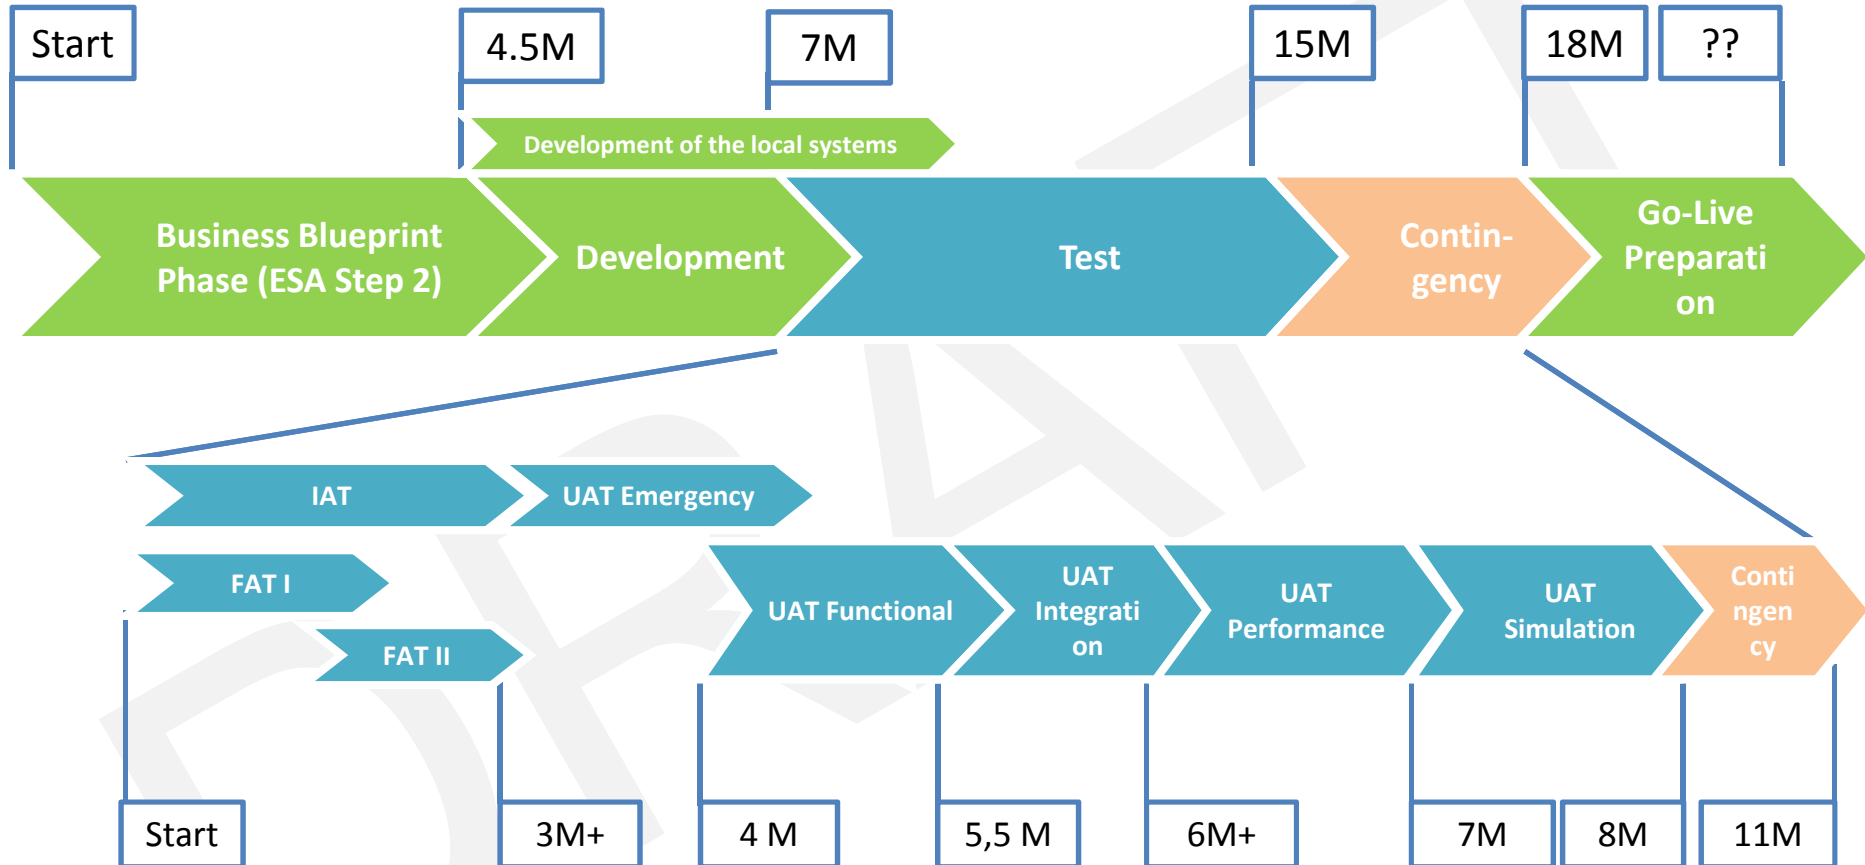 Start
4.5M
7M
15M
18M
??
Development of the local systems
Business Blueprint
Phase (ESA Step 2)
Development
Test
Contin-
gency
Go-Live
Preparati
on
IAT
UAT Emergency
FAT I
FAT II
UAT Functional
UAT
Integrati
on
UAT
Performance
UAT
Simulation
Conti
ngen
cy
Start
3M+
4 M
5,5 M
6M+
7M
8M
11M
DRAFT